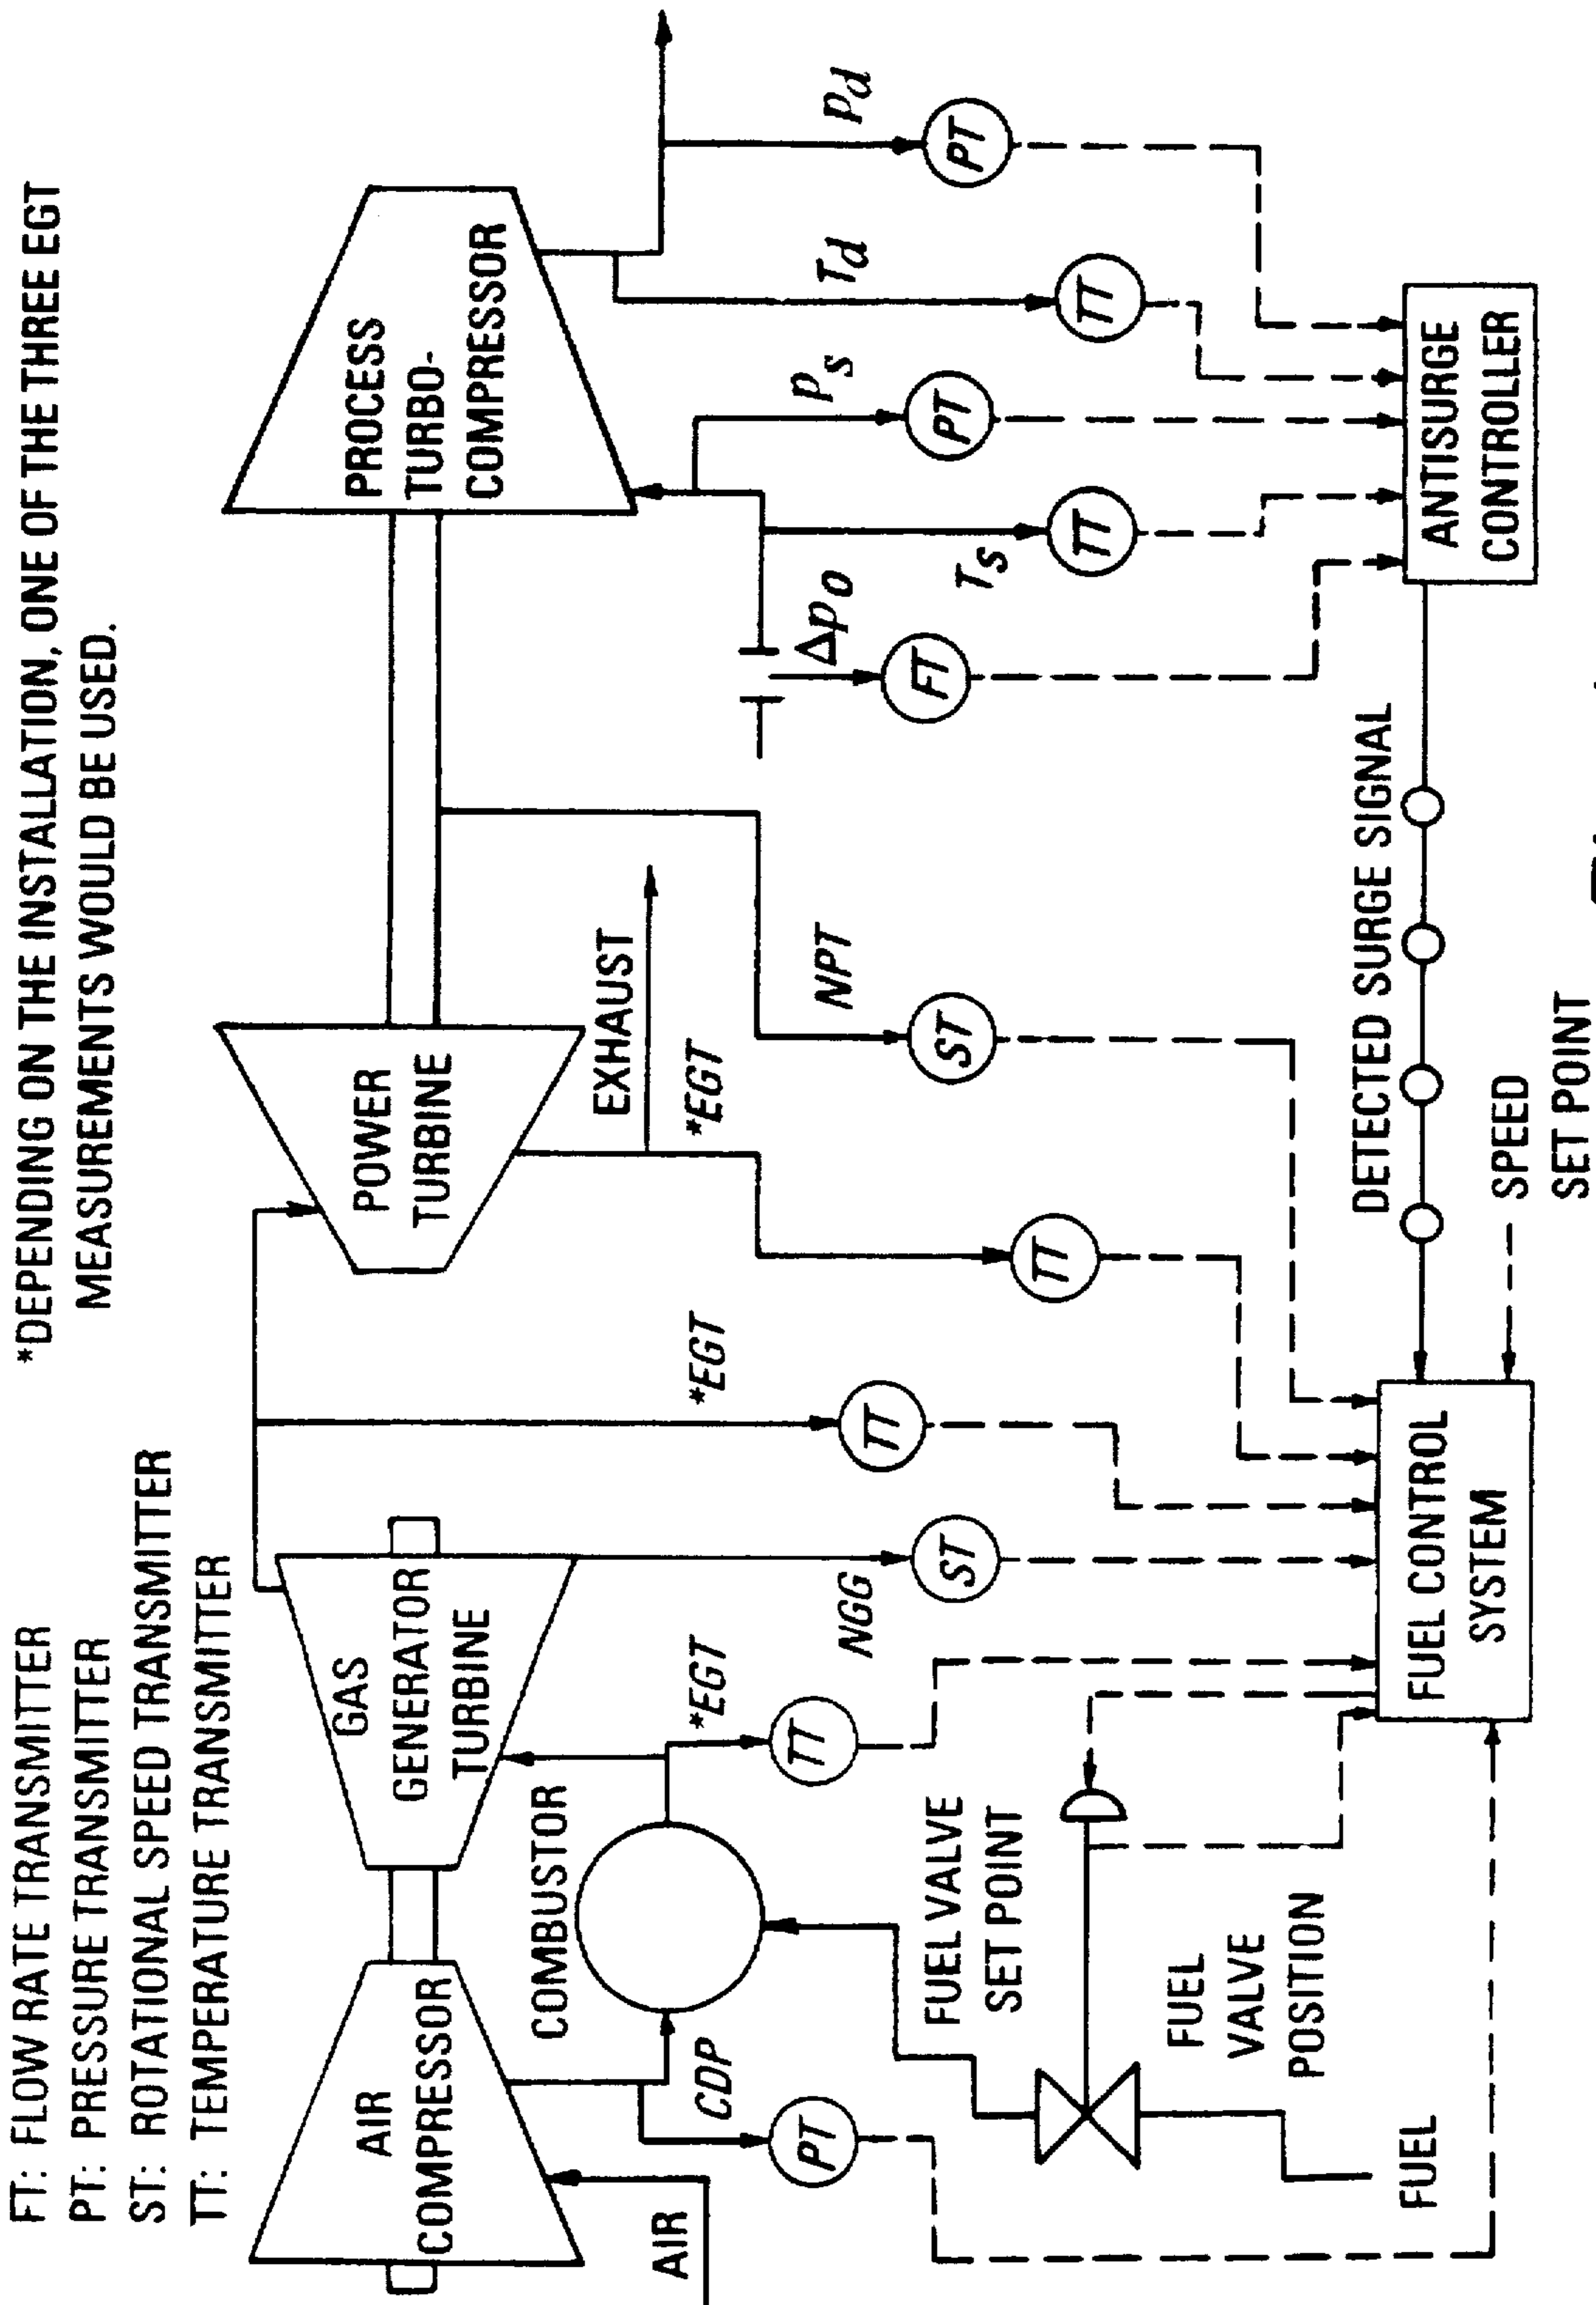 FT: FLOW RATE TRANSMITTER
PT: PRESSURE TRANSMITTER
ST: ROTATIONAL SPEED TRANSMITTER
TT: TEMPERATURE TRANSMITTER
*DEPENDING ON THE INSTALLATION, ONE OF THE THREE EGT
MEASUREMENTS WOULD BE USED.
AIR
COMPRESSOR
GAS
GENERATOR
TURBINE
POWER
TURBINE
PROCESS
TURBO-
COMPRESSOR
COMBUSTOR
EXHAUST
AIR
CDP
*EGT
*EGT
*EGT
NGG
NPT
Δpo
Ts
ps
Td
pd
PT
TT
ST
TT
TT
ST
FT
TT
PT
TT
PT
FUEL VALVE
SET POINT
FUEL
VALVE
POSITION
FUEL
FUEL CONTROL
SYSTEM
DETECTED SURGE SIGNAL
SPEED
SET POINT
ANTISURGE
CONTROLLER